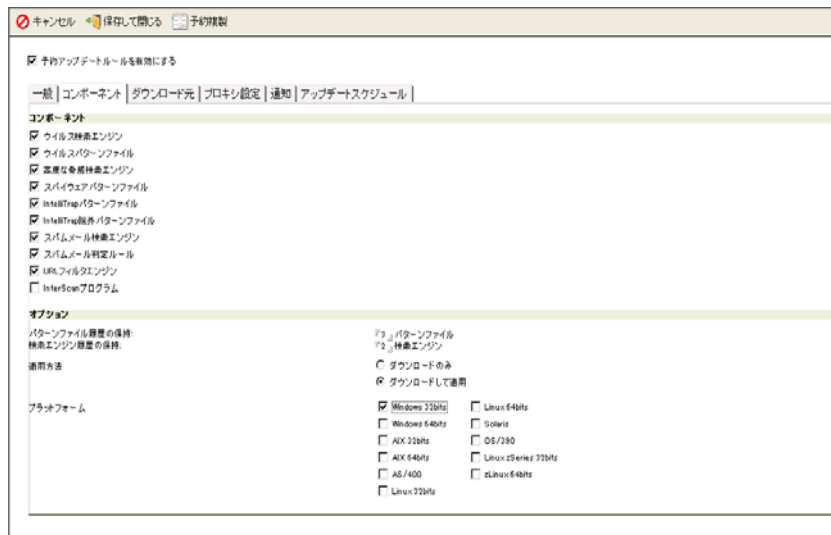 キャンセル 保存して閉じる 予約複製
予約アップデートルールを有効にする
一般 コンポーネント ダウンロード元 プロキシ設定 通知 アップデートスケジュール
コンポーネント
ウイルス検索エンジン
ウイルスパターンファイル
高度な脅威検索エンジン
スパイウェアパターンファイル
IntelliTrapパターンファイル
IntelliTrap除外パターンファイル
スパムメール検索エンジン
スパムメール判定ルール
URLフィルタエンジン
InterScanプログラム
オプション
パターンファイル履歴の保持: 『3』パターンファイル
検索エンジン履歴の保持: 『2』検索エンジン
適用方法 ダウンロードのみ
ダウンロードして適用
プラットフォーム Windows 32bits Linux 64bits
Windows 64bits Solaris
AIX 32bits OS/390
AIX 64bits Linux zSeries 32bits
AS/400 zLinux 64bits
Linux 32bits